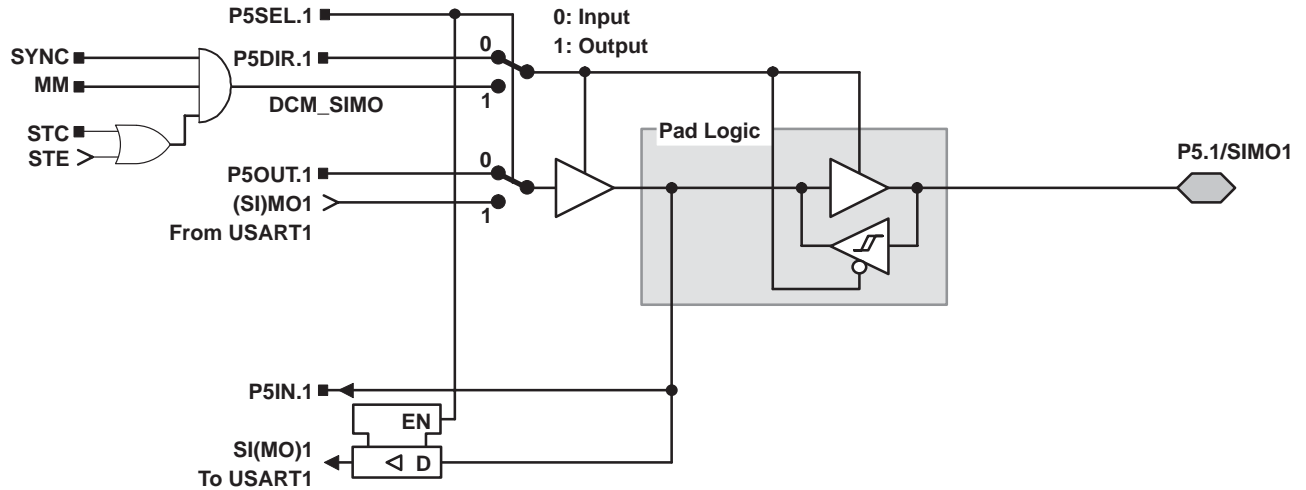 P5SEL.1
0: Input
1: Output
SYNC
P5DIR.1
0
MM
DCM_SIMO
1
STC
STE
Pad Logic
P5.1/SIMO1
P5OUT.1
0
(SI)MO1
1
From USART1
P5IN.1
EN
SI(MO)1
D
To USART1